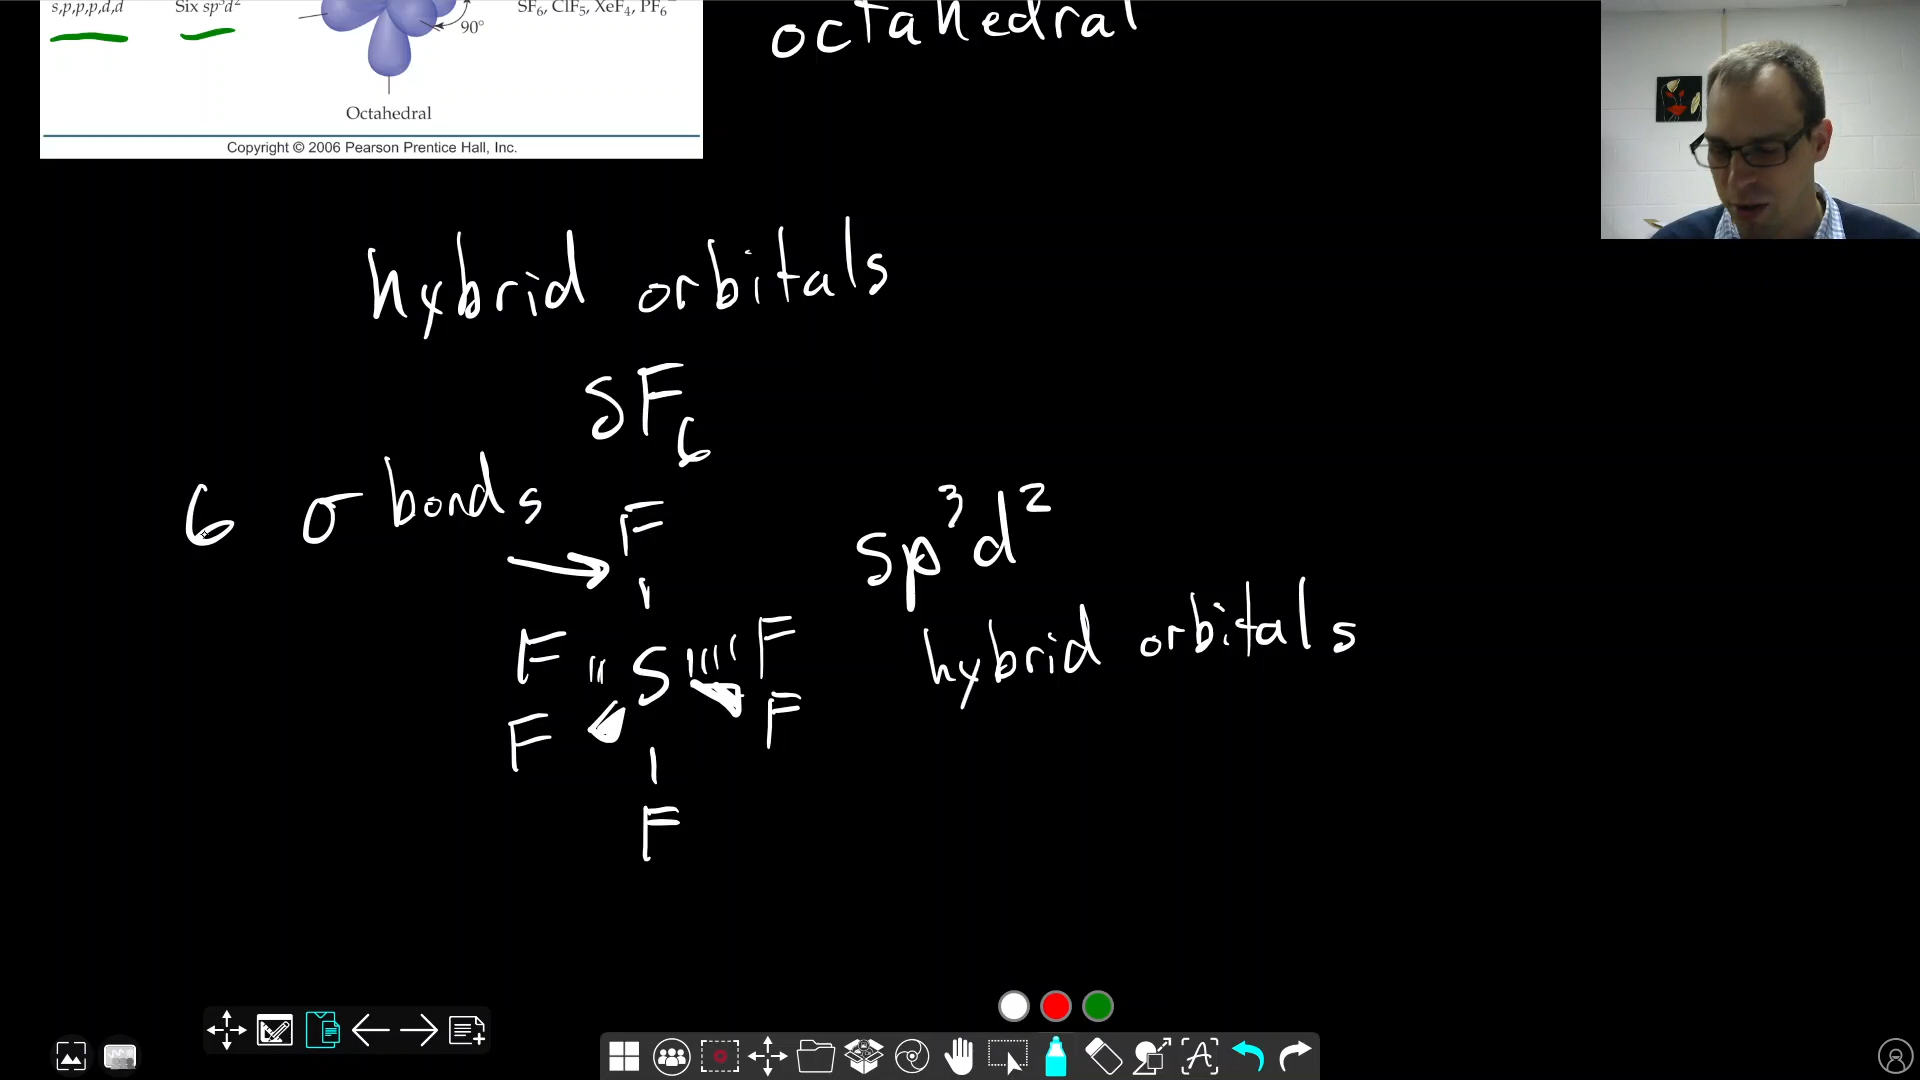 s,p,p,p,d,d Six sp³d² 90° SF₆, ClF₅, XeF₄, PF₆⁻
Octahedral
Copyright © 2006 Pearson Prentice Hall, Inc.
octahedral
hybrid orbitals
SF₆
6 σ bonds
F
sp³d²
hybrid orbitals
F S F
F F
F